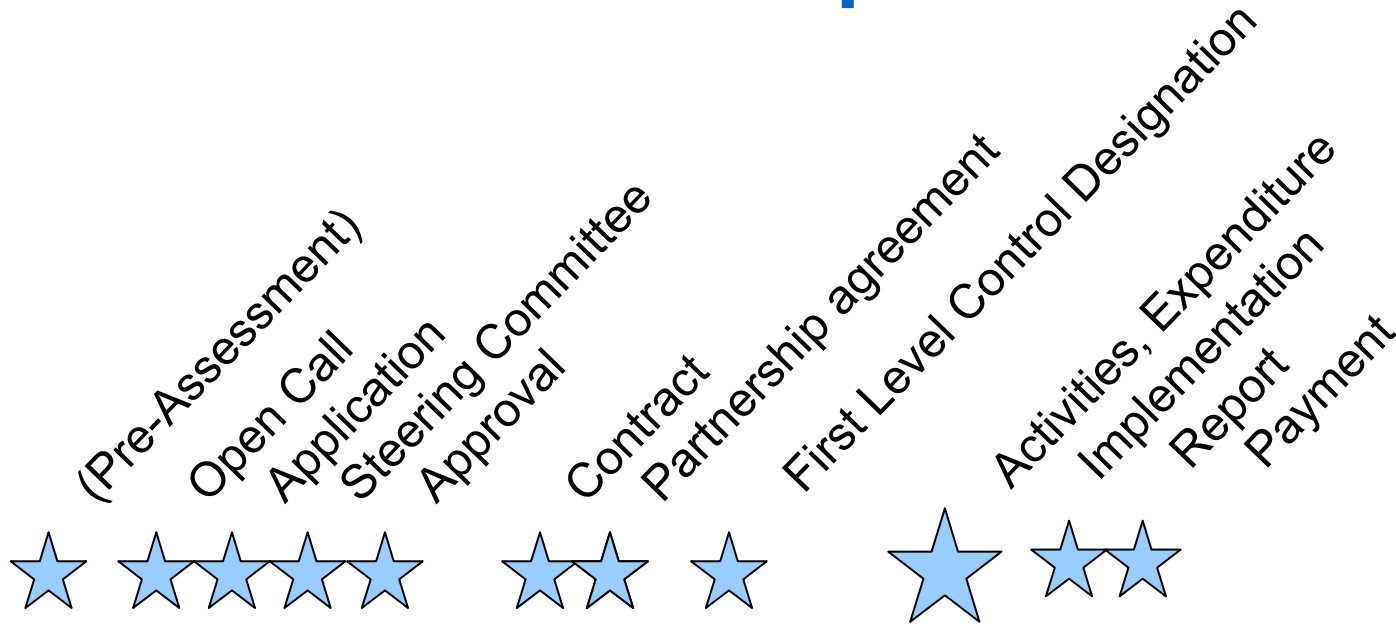 (Pre-Assessment)
Open Call
Application
Steering Committee
Approval
Contract
Partnership agreement
First Level Control Designation
Activities, Expenditure
Implementation
Report
Payment